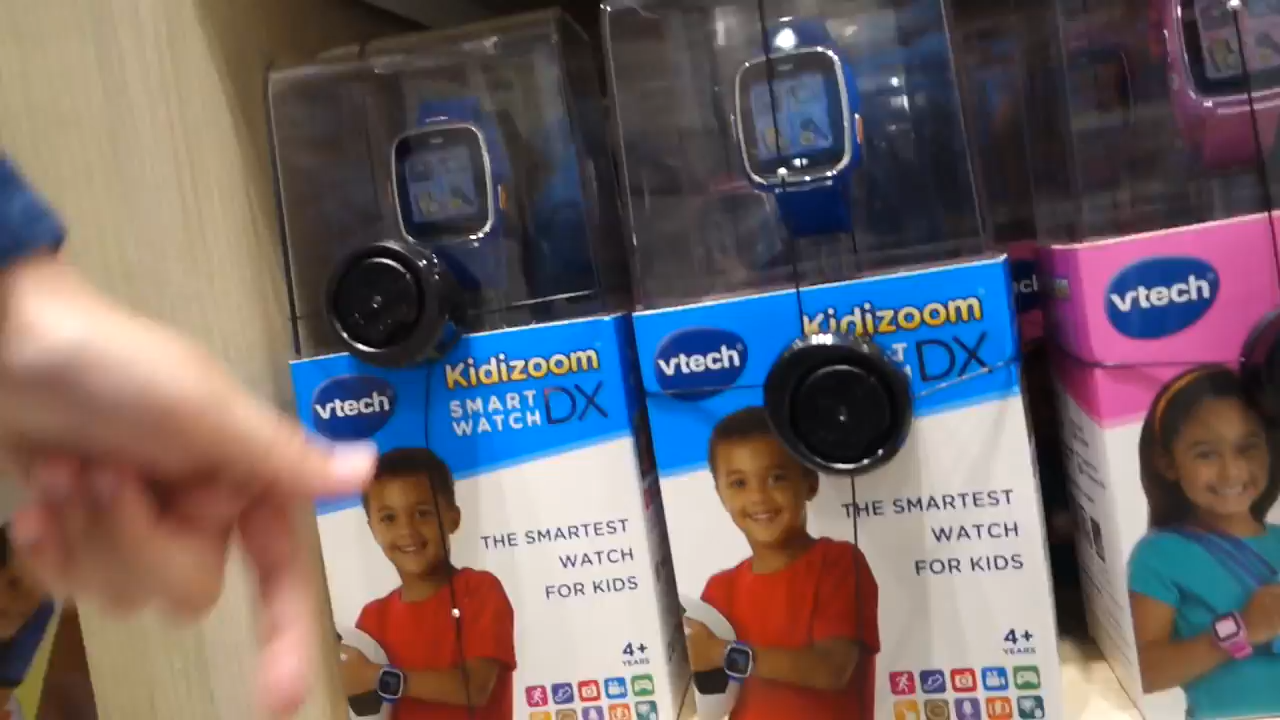 vtech
Kidizoom
SMART
WATCH DX
THE SMARTEST
WATCH
FOR KIDS
4+
YEARS
vtech
Kidizoom
DX
THE SMARTEST
WATCH
FOR KIDS
4+
YEARS
vtech